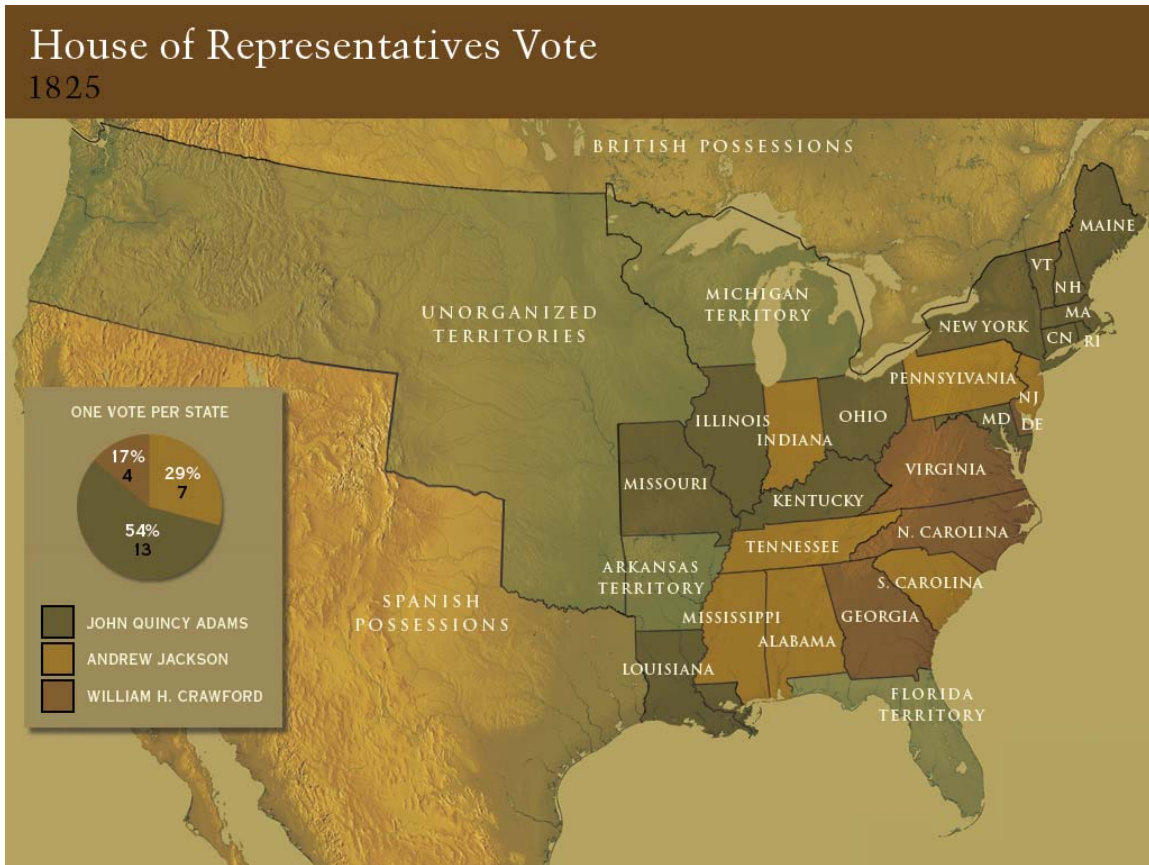 House of Representatives Vote
1825
BRITISH POSSESSIONS
MAINE
VT
NH
MICHIGAN
TERRITORY
UNORGANIZED
TERRITORIES
MA
NEW YORK
CN
RI
PENNSYLVANIA
NJ
ONE VOTE PER STATE
17%
4
29%
7
54%
13
JOHN QUINCY ADAMS
ANDREW JACKSON
WILLIAM H. CRAWFORD
ILLINOIS
OHIO
MD
DE
INDIANA
VIRGINIA
MISSOURI
KENTUCKY
N. CAROLINA
TENNESSEE
ARKANSAS
TERRITORY
S. CAROLINA
SPANISH
POSSESSIONS
MISSISSIPPI
GEORGIA
ALABAMA
LOUISIANA
FLORIDA
TERRITORY